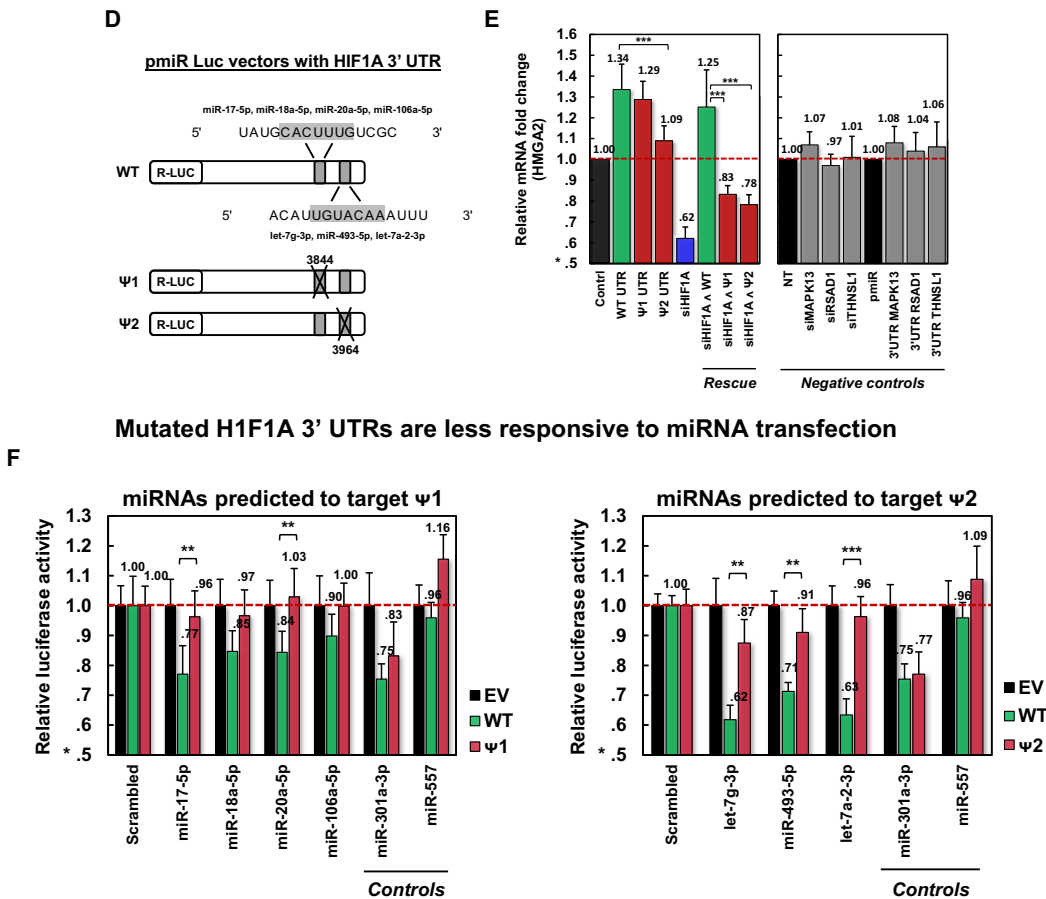 D
pmiR Luc vectors with HIF1A 3' UTR
miR-17-5p, miR-18a-5p, miR-20a-5p, miR-106a-5p
5' UAUGCACUUUGUCGC 3'
WT R-LUC
5' ACAUUGUACAAAUUU 3'
let-7g-3p, miR-493-5p, let-7a-2-3p
3844
Ψ1 R-LUC
Ψ2 R-LUC
3964
E
Relative mRNA fold change
(HMGA2)
1.6
1.5
1.4
1.3
1.2
1.1
1.0
.9
.8
.7
.6
* .5
*** *** ***
1.00 1.34 1.29 1.09 .62 1.25 .83 .78
1.00 1.07 .97 1.01 1.00 1.08 1.04 1.06
Contrl
WT UTR
Ψ1 UTR
Ψ2 UTR
siHIF1A
siHIF1A ʌ WT
siHIF1A ʌ Ψ1
siHIF1A ʌ Ψ2
Rescue
NT
siMAPK13
siRSAD1
siTHNSL1
pmiR
3'UTR MAPK13
3'UTR RSAD1
3'UTR THNSL1
Negative controls
Mutated H1F1A 3' UTRs are less responsive to miRNA transfection
F
miRNAs predicted to target Ψ1
Relative luciferase activity
1.3
1.2
1.1
1.0
.9
.8
.7
.6
* .5
** **
1.00 1.00 .77 .96 .85 .97 .84 1.03 .90 1.00 .75 .83 .96 1.16
EV
WT
Ψ1
Scrambled
miR-17-5p
miR-18a-5p
miR-20a-5p
miR-106a-5p
miR-301a-3p
miR-557
Controls
miRNAs predicted to target Ψ2
Relative luciferase activity
1.3
1.2
1.1
1.0
.9
.8
.7
.6
* .5
** ** ***
1.00 .62 .87 .71 .91 .63 .96 .75 .77 .96 1.09
EV
WT
Ψ2
Scrambled
let-7g-3p
miR-493-5p
let-7a-2-3p
miR-301a-3p
miR-557
Controls